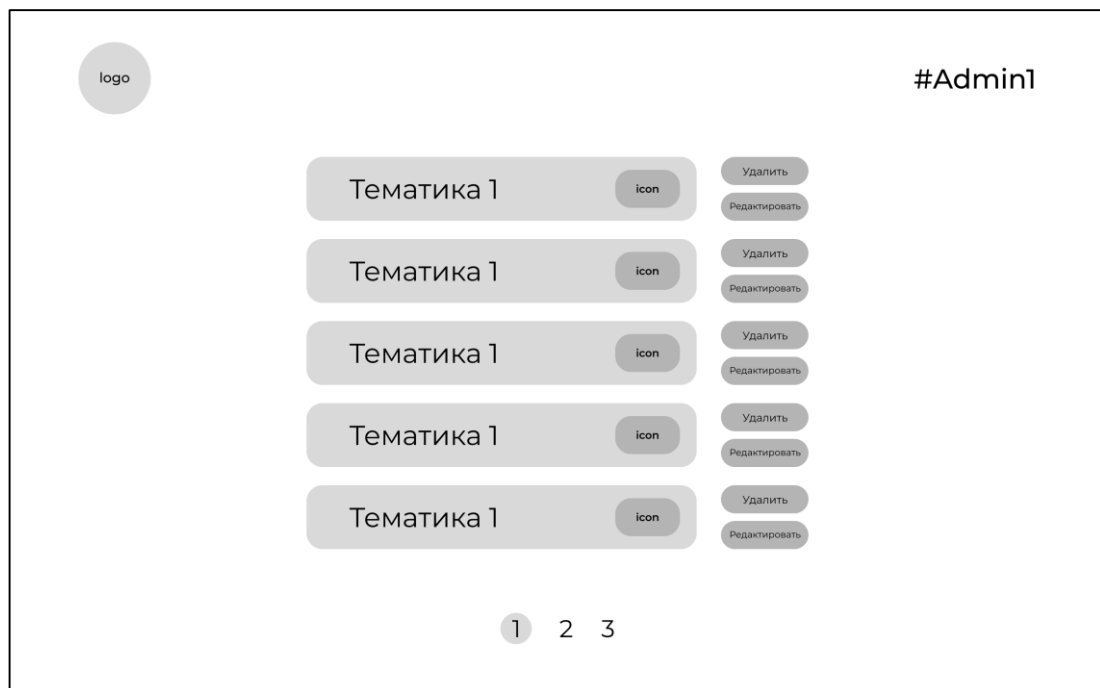 logo
#Admin1
Тематика 1
icon
Удалить
Редактировать
Тематика 1
icon
Удалить
Редактировать
Тематика 1
icon
Удалить
Редактировать
Тематика 1
icon
Удалить
Редактировать
Тематика 1
icon
Удалить
Редактировать
1 2 3